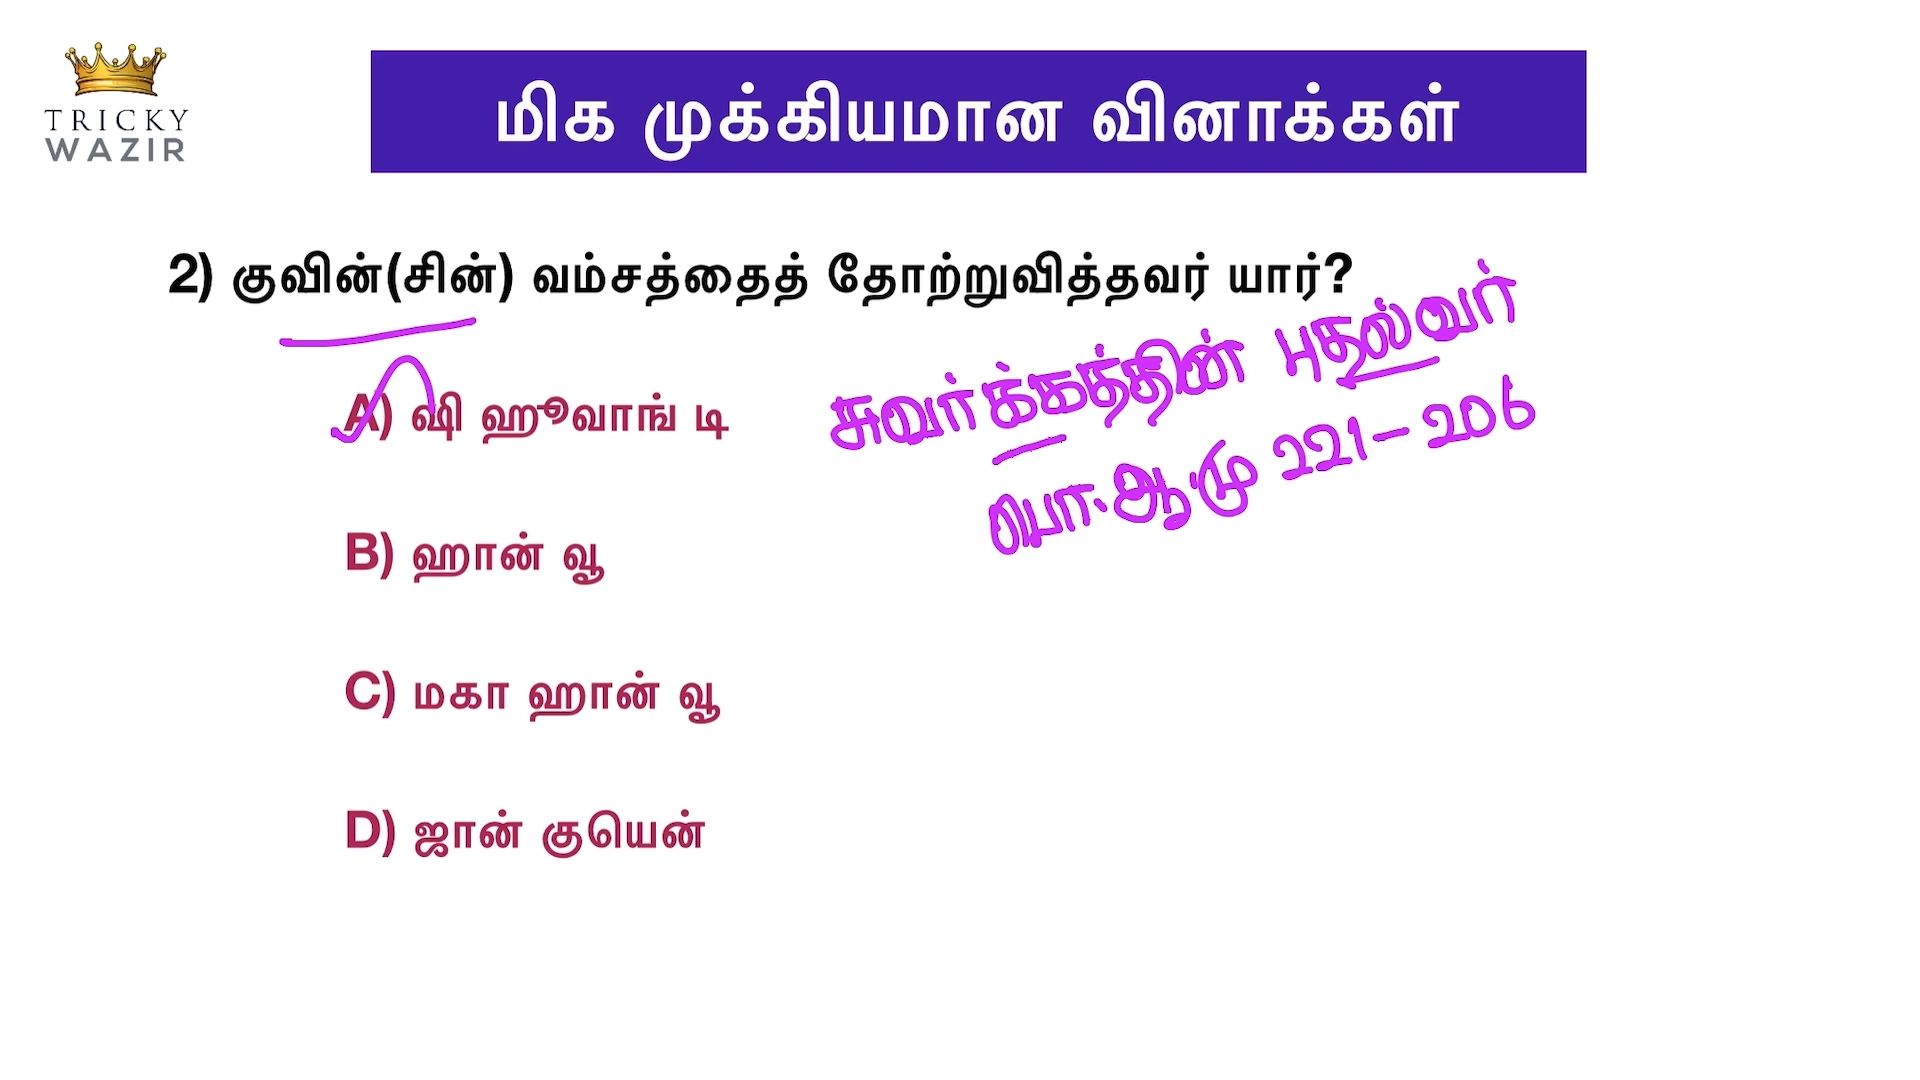 TRICKY
WAZIR
மிக முக்கியமான வினாக்கள்
2) குவின்(சின்) வம்சத்தைத் தோற்றுவித்தவர் யார்?
A) ஷி ஹூவாங் டி
சுவர்க்கத்தின் புதல்வர்
பொ.ஆ.மு 221-206
B) ஹான் வூ
C) மகா ஹான் வூ
D) ஜான் குயென்